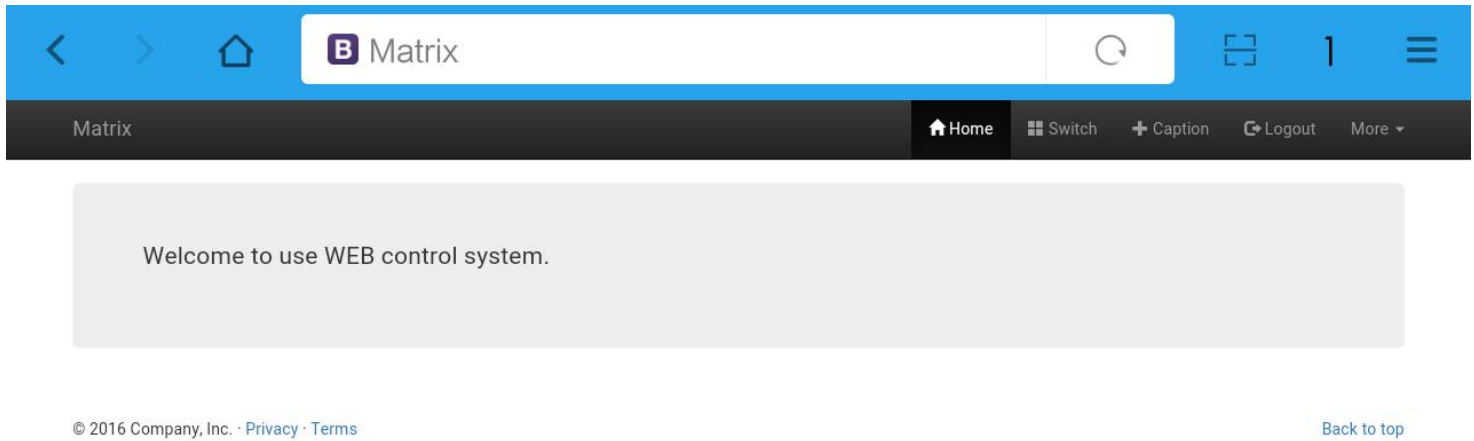 B Matrix 1
Matrix Home Switch Caption Logout More
Welcome to use WEB control system.
© 2016 Company, Inc. · Privacy · Terms Back to top